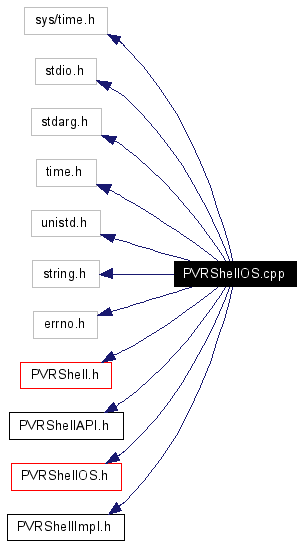 sys/time.h
stdio.h
stdarg.h
time.h
unistd.h
string.h
PVRShellOS.cpp
errno.h
PVRShell.h
PVRShellAPI.h
PVRShellOS.h
PVRShellImpl.h